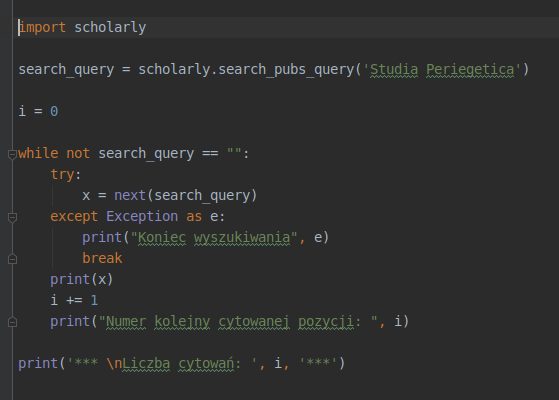 import scholarly
search_query = scholarly.search_pubs_query('Studia Periegetica')
i = 0
while not search_query == "":
    try:
        x = next(search_query)
    except Exception as e:
        print("Koniec wyszukiwania", e)
        break
    print(x)
    i += 1
    print("Numer kolejny cytowanej pozycji: ", i)
print('*** \nLiczba cytowań: ', i, '***')